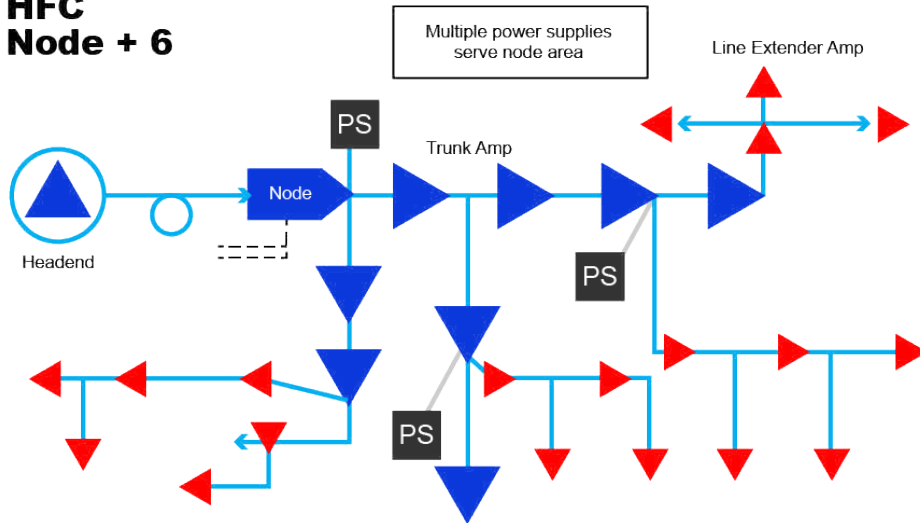 HFC
Node + 6
Multiple power supplies
serve node area
Line Extender Amp
PS
Trunk Amp
Node
Headend
PS
PS